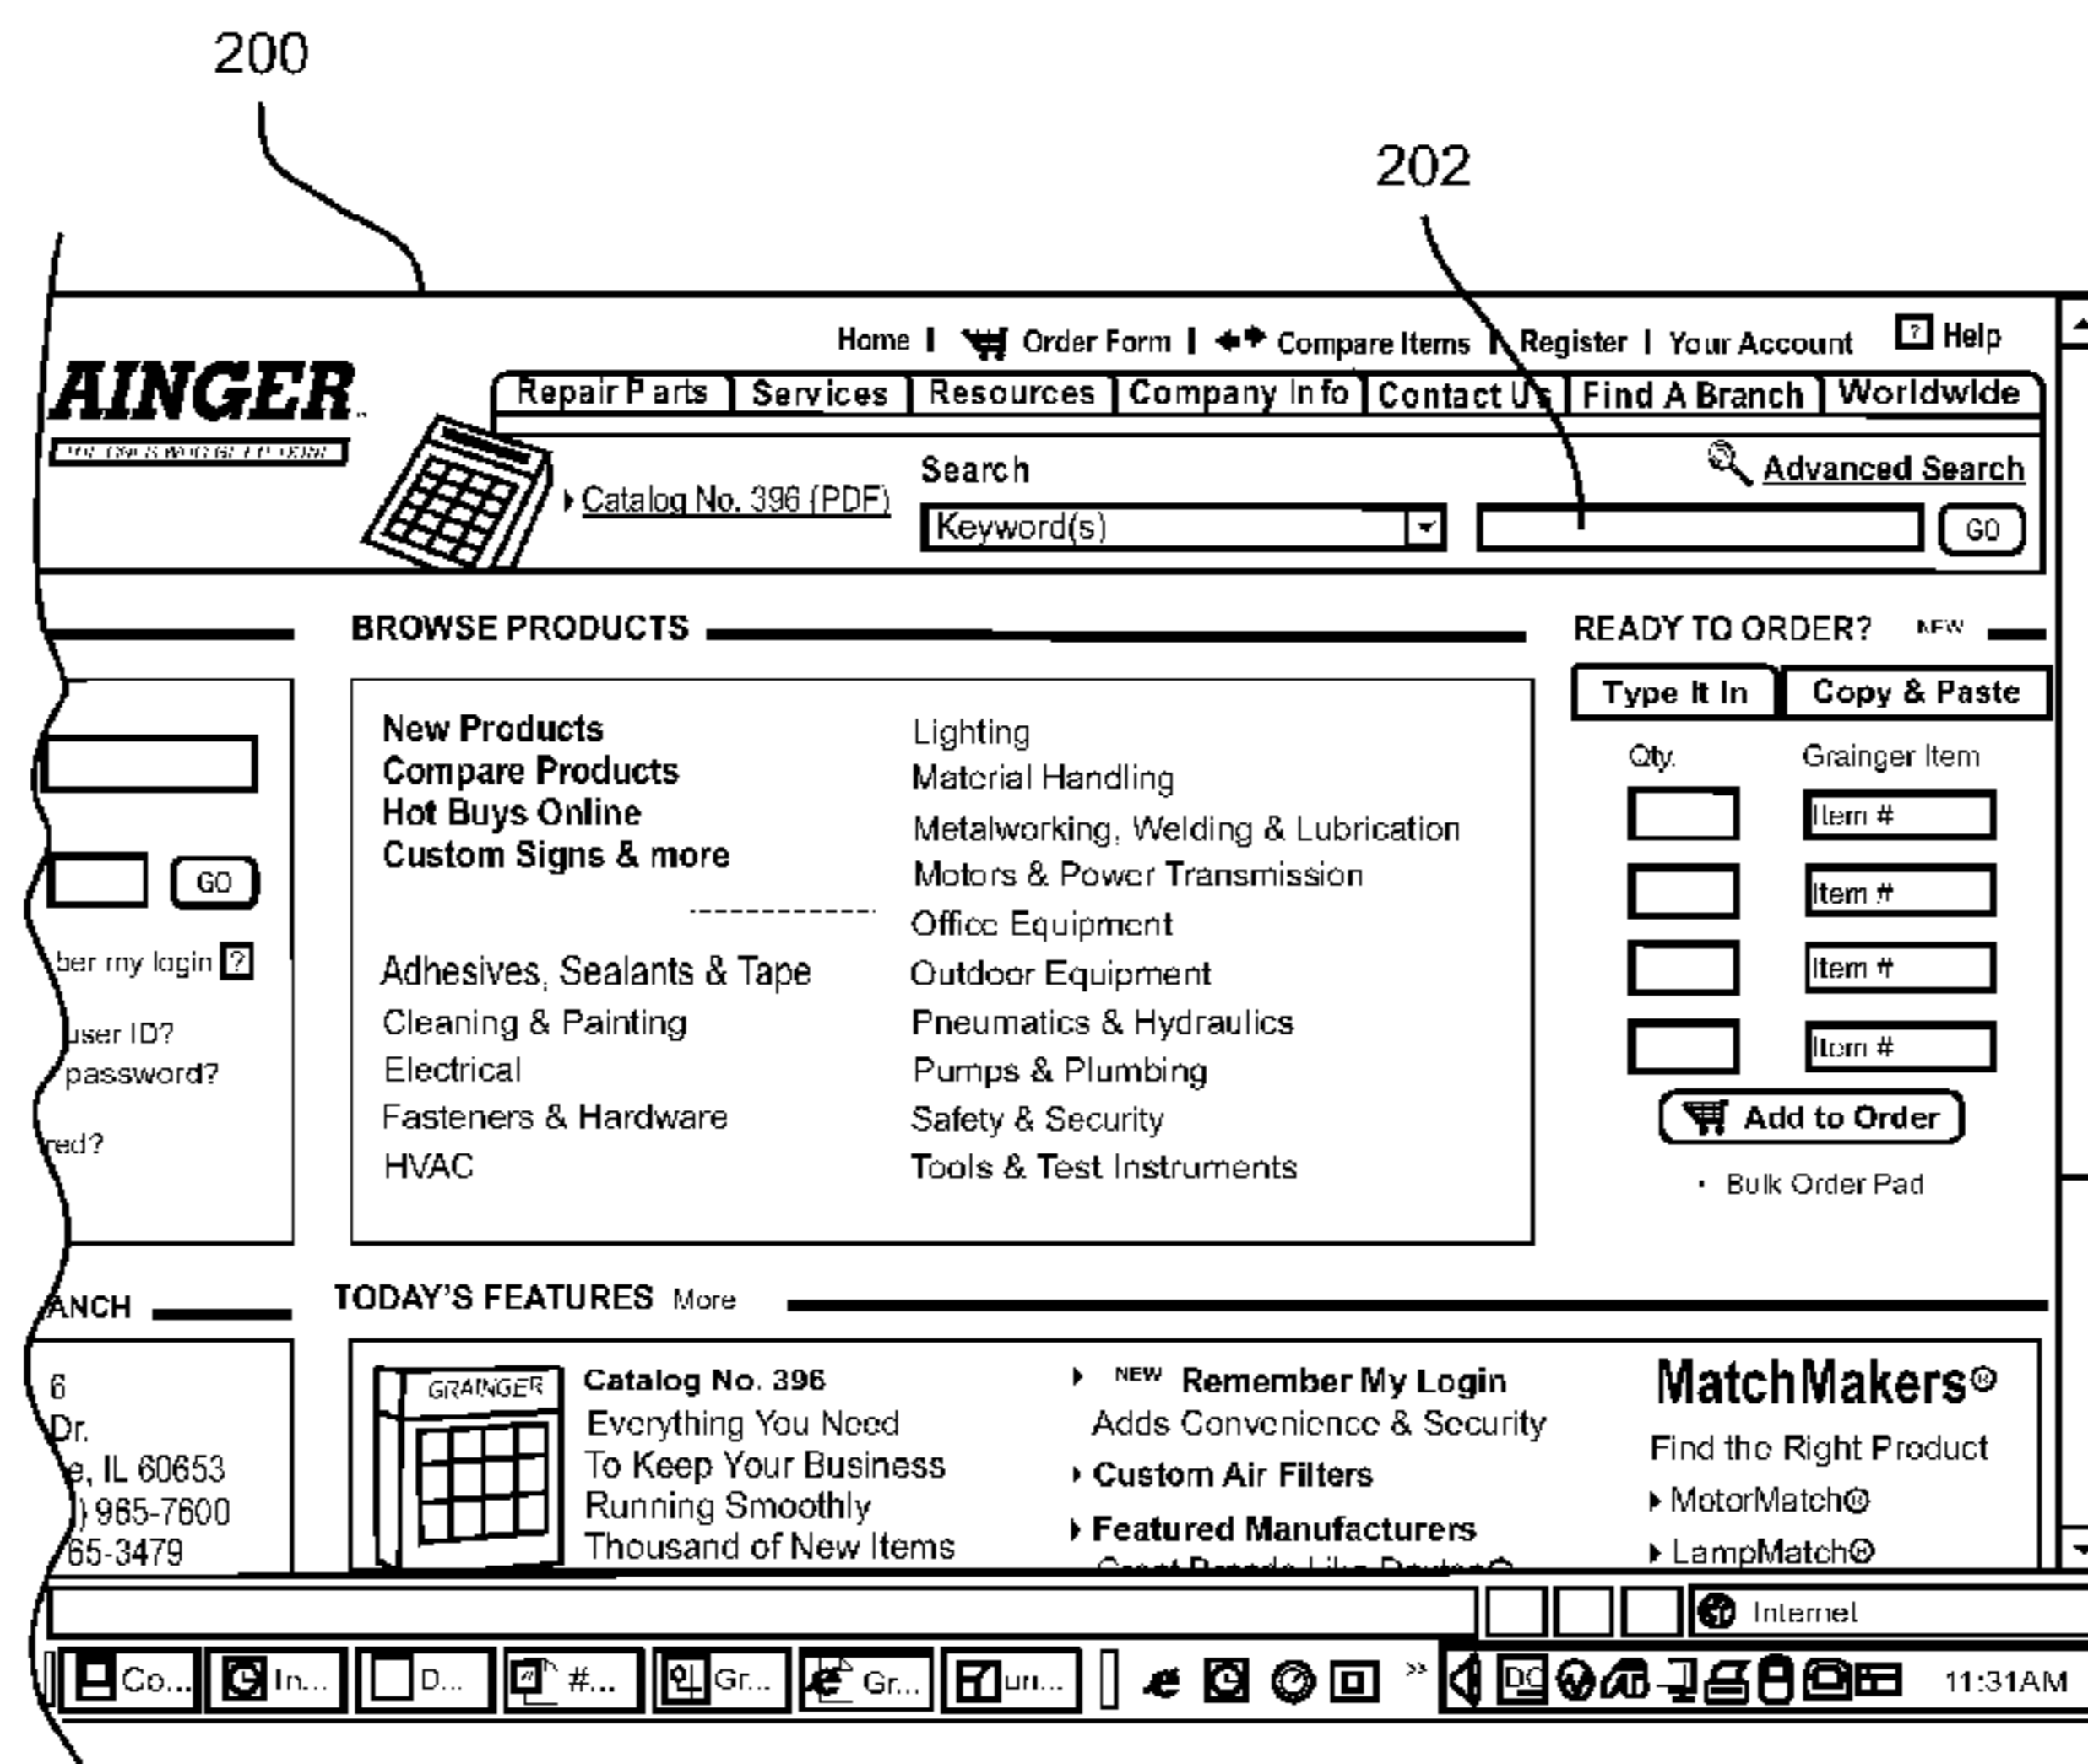 200
202
Home | Order Form | Compare Items | Register | Your Account ? Help
AINGER
Repair Parts Services Resources Company Info Contact Us Find A Branch Worldwide
Search
Advanced Search
Catalog No. 396 (PDF)
Keyword(s)
GO
BROWSE PRODUCTS
READY TO ORDER? NEW
Type It In Copy & Paste
New Products
Compare Products
Hot Buys Online
Custom Signs & more
Adhesives, Sealants & Tape
Cleaning & Painting
Electrical
Fasteners & Hardware
HVAC
Lighting
Material Handling
Metalworking, Welding & Lubrication
Motors & Power Transmission
Office Equipment
Outdoor Equipment
Pneumatics & Hydraulics
Pumps & Plumbing
Safety & Security
Tools & Test Instruments
Qty. Grainger Item
Item #
Item #
Item #
Item #
Add to Order
Bulk Order Pad
GO
ber my login ?
user ID?
password?
red?
ANCH
6
Dr.
e, IL 60653
) 965-7600
65-3479
TODAY'S FEATURES More
GRAINGER
Catalog No. 396
Everything You Need
To Keep Your Business
Running Smoothly
Thousand of New Items
NEW Remember My Login
Adds Convenience & Security
Custom Air Filters
Featured Manufacturers
MatchMakers®
Find the Right Product
MotorMatch®
LampMatch®
Internet
Co... In... D... #... Gr... Gr... un... » DC 11:31AM